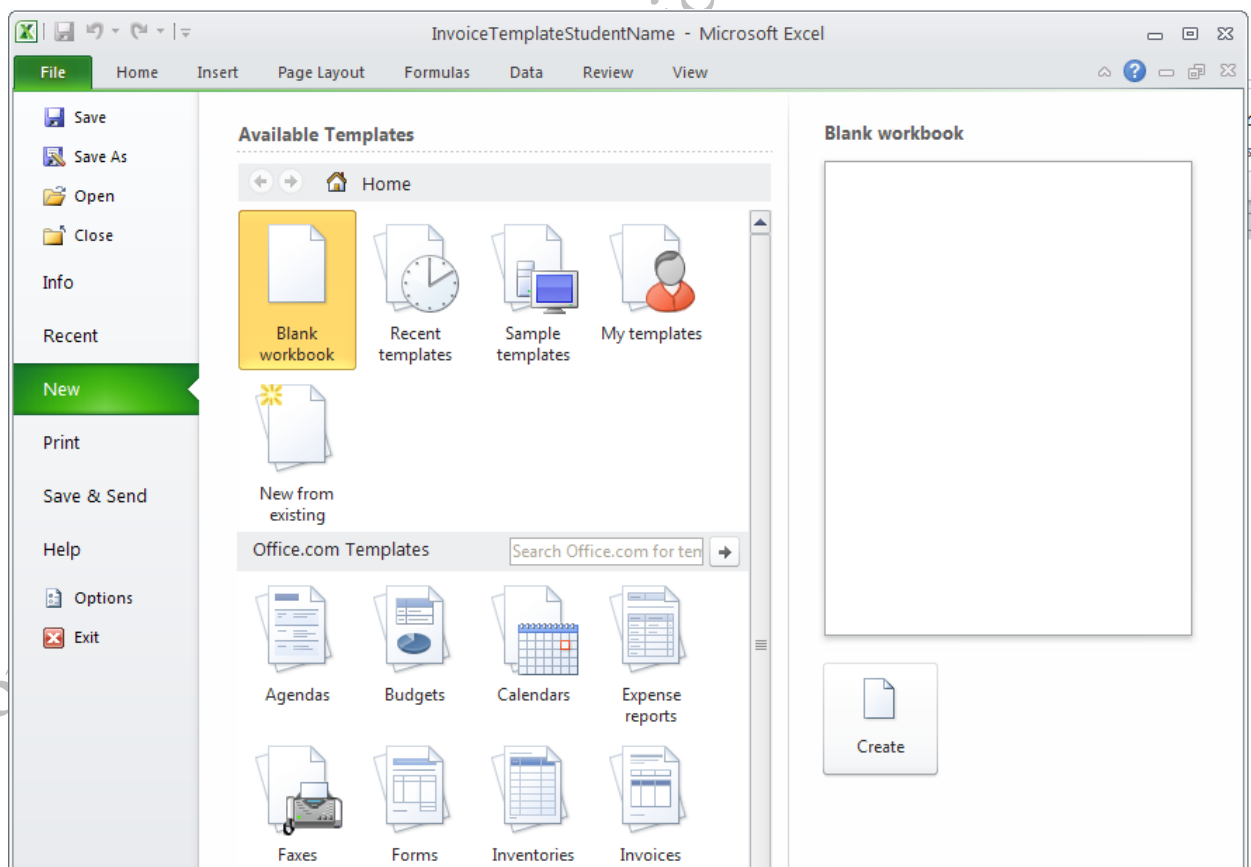 InvoiceTemplateStudentName - Microsoft Excel
File Home Insert Page Layout Formulas Data Review View
Save
Save As
Open
Close
Info
Recent
New
Print
Save & Send
Help
Options
Exit
Available Templates
Home
Blank workbook
Recent templates
Sample templates
My templates
New from existing
Office.com Templates
Search Office.com for tem
Agendas
Budgets
Calendars
Expense reports
Faxes
Forms
Inventories
Invoices
Blank workbook
Create